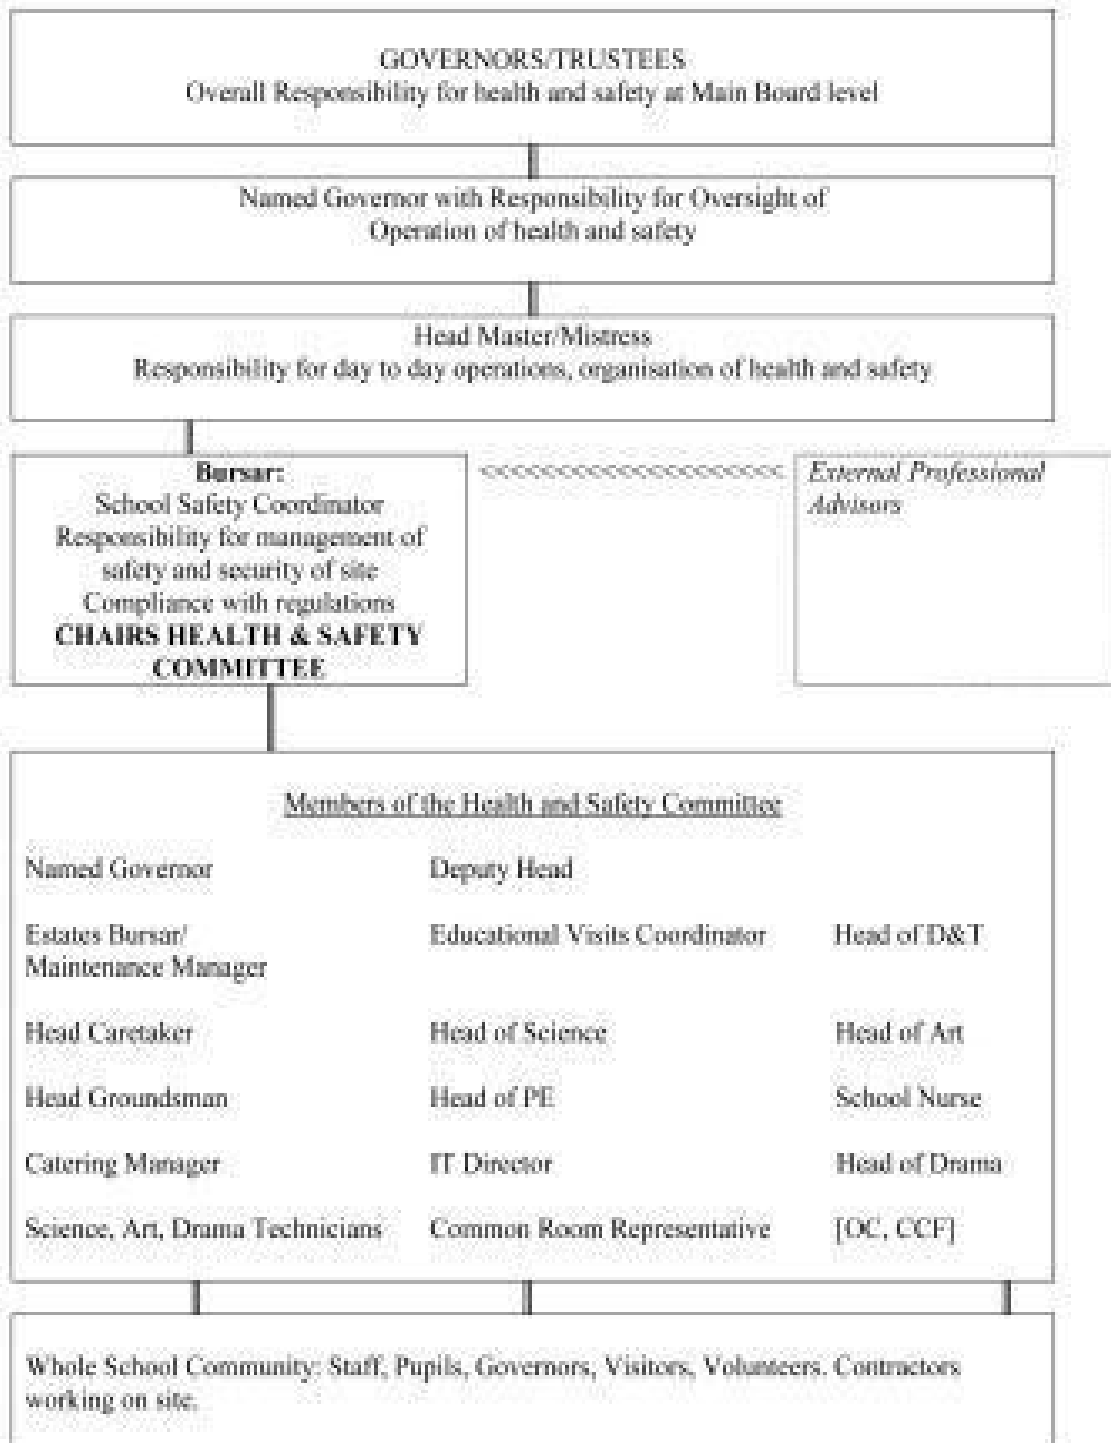 GOVERNORS/TRUSTEES
Overall Responsibility for health and safety at Main Board level
Named Governor with Responsibility for Oversight of
Operation of health and safety
Head Master/Mistress
Responsibility for day to day operations, organisation of health and safety
Bursar:
School Safety Coordinator
Responsibility for management of
safety and security of site
Compliance with regulations
CHAIRS HEALTH & SAFETY
COMMITTEE
<<<<<<<<<<<<<<<<<<<<
External Professional
Advisors
Members of the Health and Safety Committee
Named Governor Deputy Head
Estates Bursar/ Educational Visits Coordinator Head of D&T
Maintenance Manager
Head Caretaker Head of Science Head of Art
Head Groundsman Head of PE School Nurse
Catering Manager IT Director Head of Drama
Science, Art, Drama Technicians Common Room Representative [OC, CCF]
Whole School Community: Staff, Pupils, Governors, Visitors, Volunteers. Contractors
working on site.